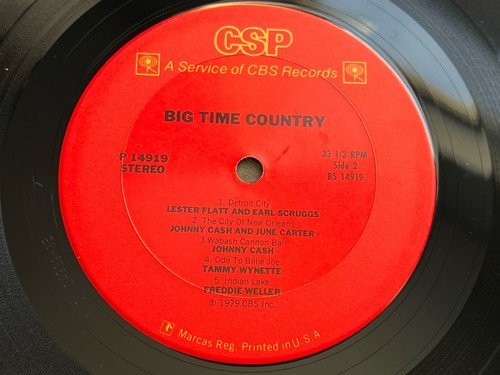 CSP
A Service of CBS Records
BIG TIME COUNTRY
P 14919
STEREO
33 1/3 RPM
Side 2
BS 14919
1. Detroit City
LESTER FLATT AND EARL SCRUGGS
2. The City Of New Orleans
JOHNNY CASH AND JUNE CARTER
3. Wabash Cannon Ball
JOHNNY CASH
4. Ode To Billie Joe
TAMMY WYNETTE
5. Indian Lake
FREDDIE WELLER
℗ 1979 CBS Inc.
Marcas Reg. Printed in U.S.A